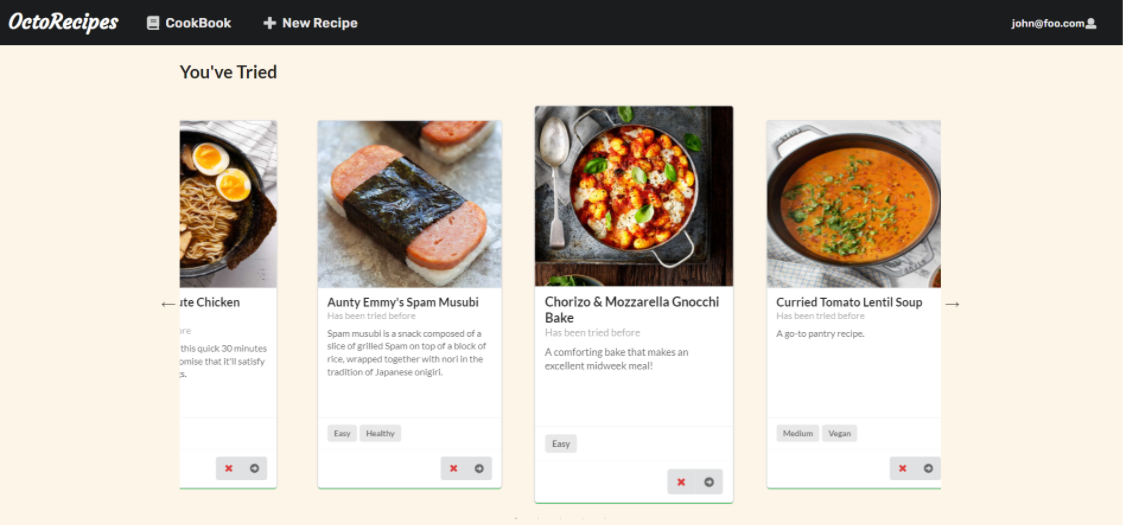 OctoRecipes
CookBook
New Recipe
john@foo.com
You've Tried
Chicken
this quick 30 minutes
it'll satisfy
Aunty Emmy's Spam Musubi
Has been tried before
Spam musubi is a snack composed of a
slice of grilled Spam on top of a block of
rice, wrapped together with nori in the
tradition of Japanese onigiri.
Easy
Healthy
Chorizo & Mozzarella Gnocchi
Bake
Has been tried before
A comforting bake that makes an
excellent midweek meal!
Easy
Curried Tomato Lentil Soup
Has been tried before
A go-to pantry recipe.
Medium
Vegan